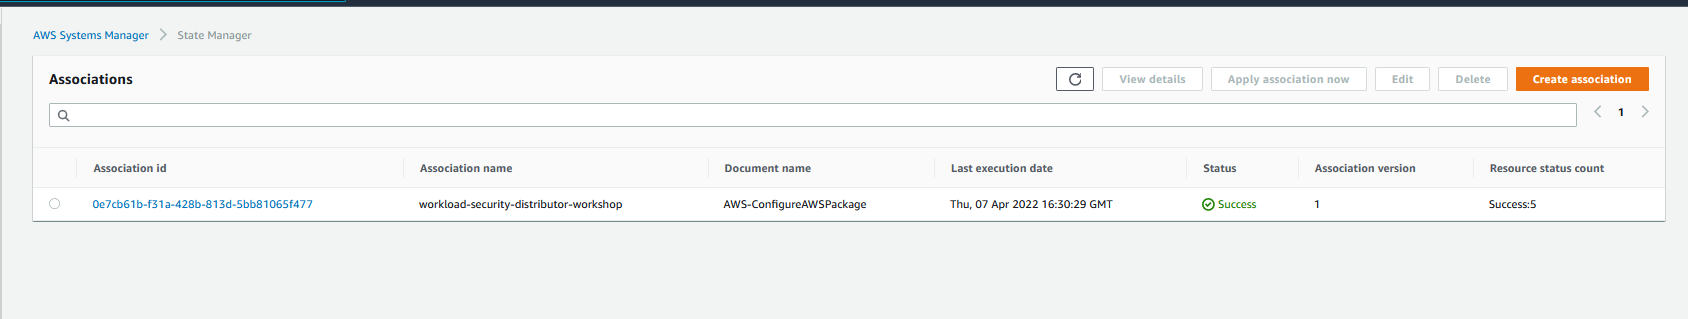 AWS Systems Manager State Manager
Associations View details Apply association now Edit Delete Create association
1
Association id Association name Document name Last execution date Status Association version Resource status count
0e7cb61b-f31a-428b-813d-5bb81065f477 workload-security-distributor-workshop AWS-ConfigureAWSPackage Thu, 07 Apr 2022 16:30:29 GMT Success 1 Success:5